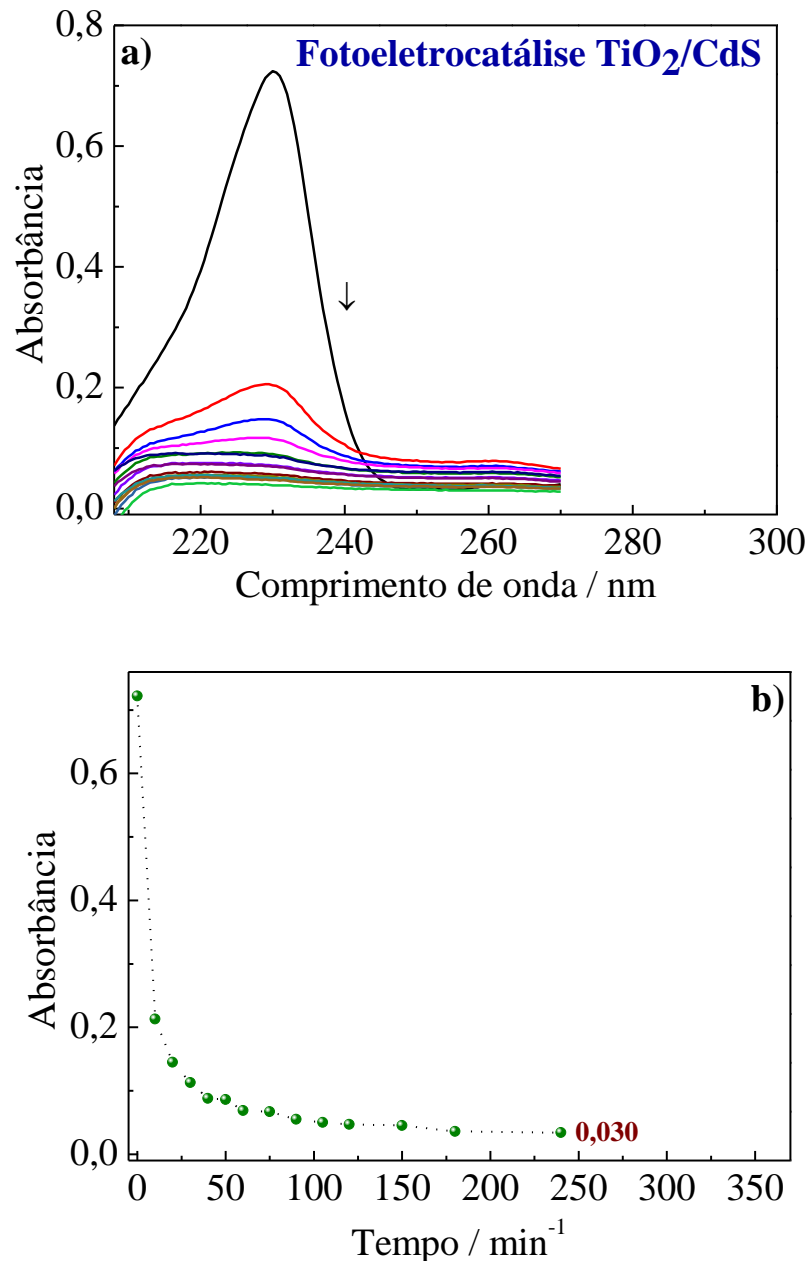 a) Fotoeletrocatálise TiO₂/CdS
Absorbância
0,8
0,6
0,4
0,2
0,0
↓
220 240 260 280 300
Comprimento de onda / nm
b)
Absorbância
0,6
0,4
0,2
0,0
0,030
0 50 100 150 200 250 300 350
Tempo / min⁻¹